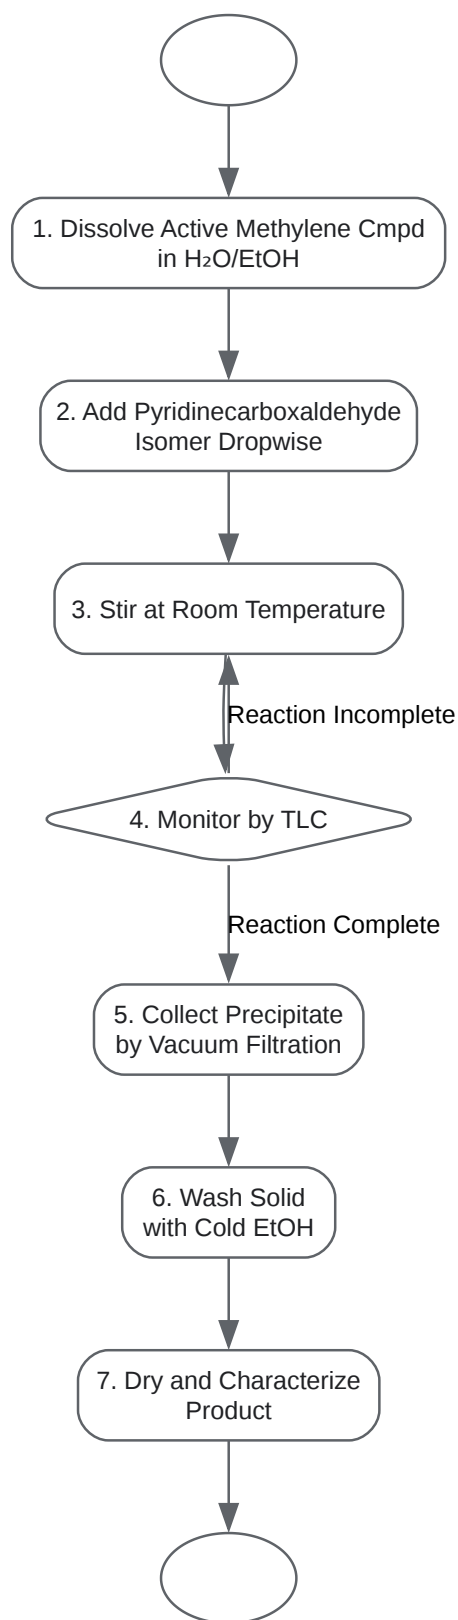 1. Dissolve Active Methylene Cmpd
in H₂O/EtOH
2. Add Pyridinecarboxaldehyde
Isomer Dropwise
3. Stir at Room Temperature
Reaction Incomplete
4. Monitor by TLC
Reaction Complete
5. Collect Precipitate
by Vacuum Filtration
6. Wash Solid
with Cold EtOH
7. Dry and Characterize
Product